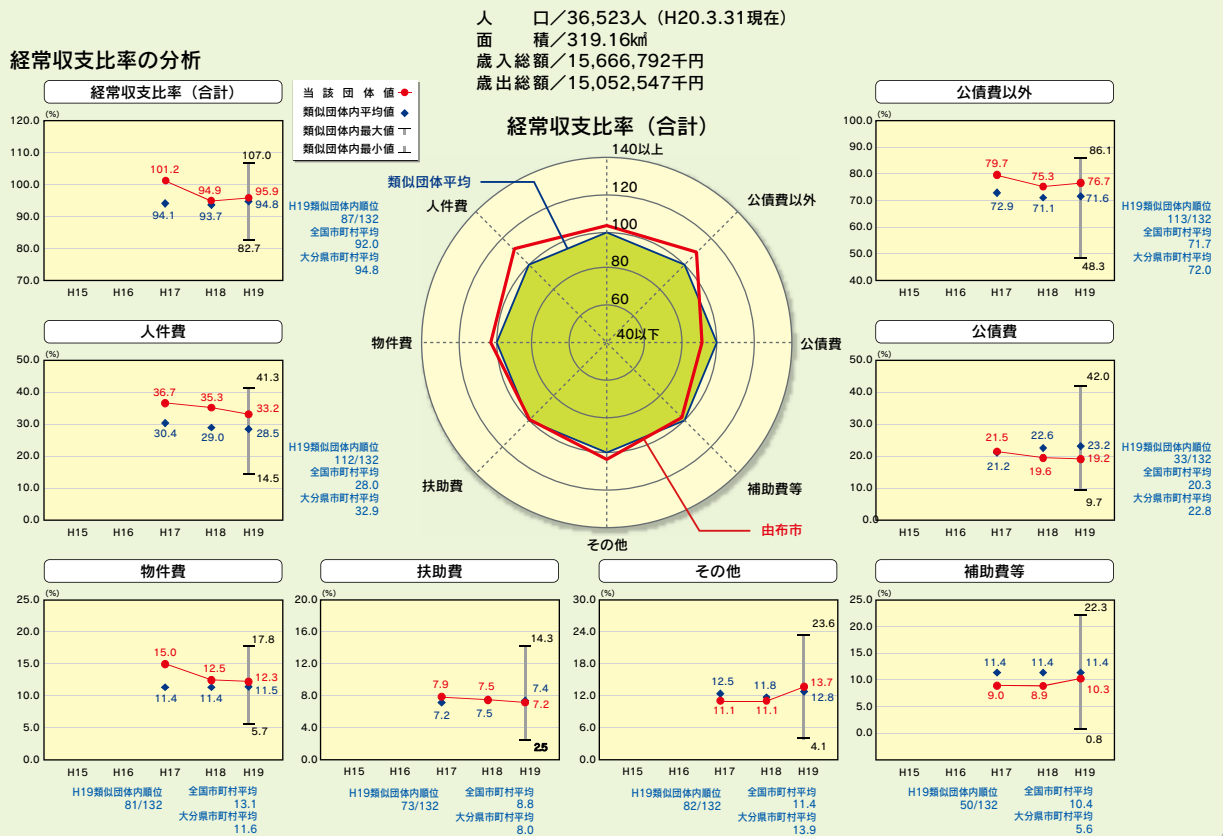 人　口／36,523人（H20.3.31現在）
面　積／319.16㎢
歳入総額／15,666,792千円
歳出総額／15,052,547千円
経常収支比率の分析
経常収支比率（合計）
(%)
120.0
110.0
100.0
90.0
80.0
70.0
101.2
94.9
95.9
94.1
93.7
94.8
107.0
82.7
H15 H16 H17 H18 H19
H19類似団体内順位
87/132
全国市町村平均
92.0
大分県市町村平均
94.8
当該団体値
類似団体内平均値
類似団体内最大値
類似団体内最小値
経常収支比率（合計）
140以上
120
100
80
60
40以下
類似団体平均
人件費
公債費以外
物件費
公債費
扶助費
補助費等
その他
由布市
公債費以外
(%)
100.0
90.0
80.0
70.0
60.0
50.0
40.0
79.7
75.3
76.7
72.9
71.1
71.6
86.1
48.3
H15 H16 H17 H18 H19
H19類似団体内順位
113/132
全国市町村平均
71.7
大分県市町村平均
72.0
人件費
(%)
50.0
40.0
30.0
20.0
10.0
0.0
36.7
35.3
33.2
30.4
29.0
28.5
41.3
14.5
H15 H16 H17 H18 H19
H19類似団体内順位
112/132
全国市町村平均
28.0
大分県市町村平均
32.9
公債費
(%)
50.0
40.0
30.0
20.0
10.0
0.0
21.5
22.6
23.2
21.2
19.6
19.2
42.0
9.7
H15 H16 H17 H18 H19
H19類似団体内順位
33/132
全国市町村平均
20.3
大分県市町村平均
22.8
物件費
(%)
25.0
20.0
15.0
10.0
5.0
0.0
15.0
12.5
12.3
11.4
11.4
11.5
17.8
5.7
H15 H16 H17 H18 H19
H19類似団体内順位
81/132
全国市町村平均
13.1
大分県市町村平均
11.6
扶助費
(%)
20.0
16.0
12.0
8.0
4.0
0.0
7.9
7.5
7.4
7.2
7.5
7.2
14.3
2.5
H15 H16 H17 H18 H19
H19類似団体内順位
73/132
全国市町村平均
8.8
大分県市町村平均
8.0
その他
(%)
30.0
24.0
18.0
12.0
6.0
0.0
12.5
11.8
13.7
11.1
11.1
12.8
23.6
4.1
H15 H16 H17 H18 H19
H19類似団体内順位
82/132
全国市町村平均
11.4
大分県市町村平均
13.9
補助費等
(%)
25.0
25.0
20.0
15.0
10.0
0.0
11.4
11.4
11.4
9.0
8.9
10.3
22.3
0.8
H15 H16 H17 H18 H19
H19類似団体内順位
50/132
全国市町村平均
10.4
大分県市町村平均
5.6